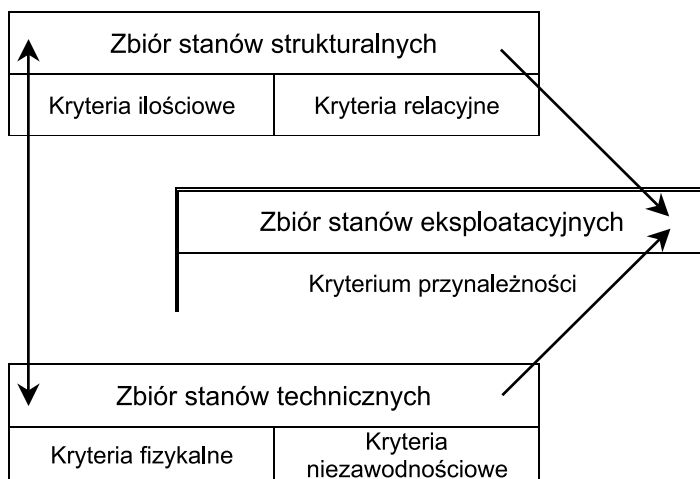 Zbiór stanów strukturalnych
Kryteria ilościowe
Kryteria relacyjne
Zbiór stanów eksploatacyjnych
Kryterium przynależności
Zbiór stanów technicznych
Kryteria fizykalne
Kryteria
niezawodnościowe